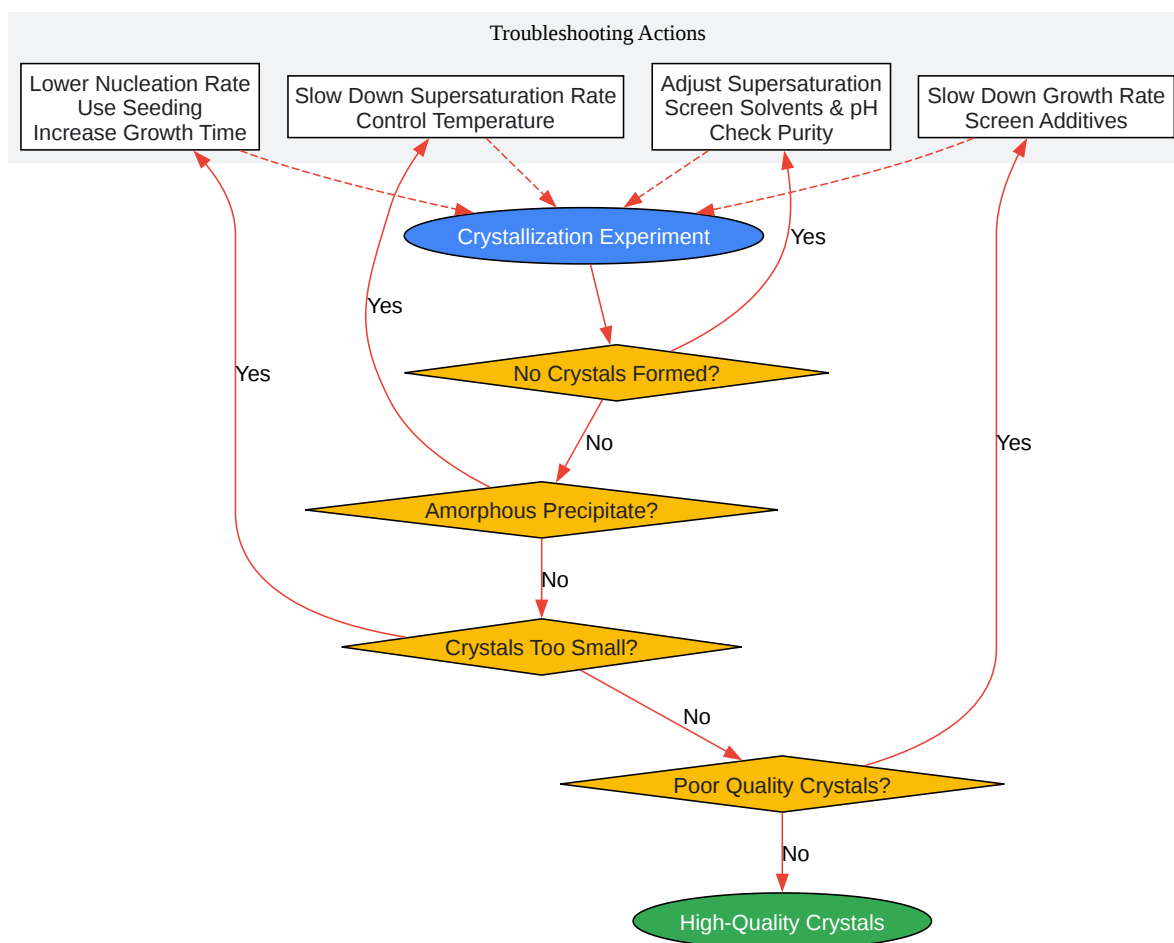 Troubleshooting Actions
Lower Nucleation Rate
Use Seeding
Increase Growth Time
Slow Down Supersaturation Rate
Control Temperature
Adjust Supersaturation
Screen Solvents & pH
Check Purity
Slow Down Growth Rate
Screen Additives
Crystallization Experiment
Yes
Yes
No Crystals Formed?
Yes
No
Yes
Amorphous Precipitate?
No
Crystals Too Small?
No
Poor Quality Crystals?
No
High-Quality Crystals